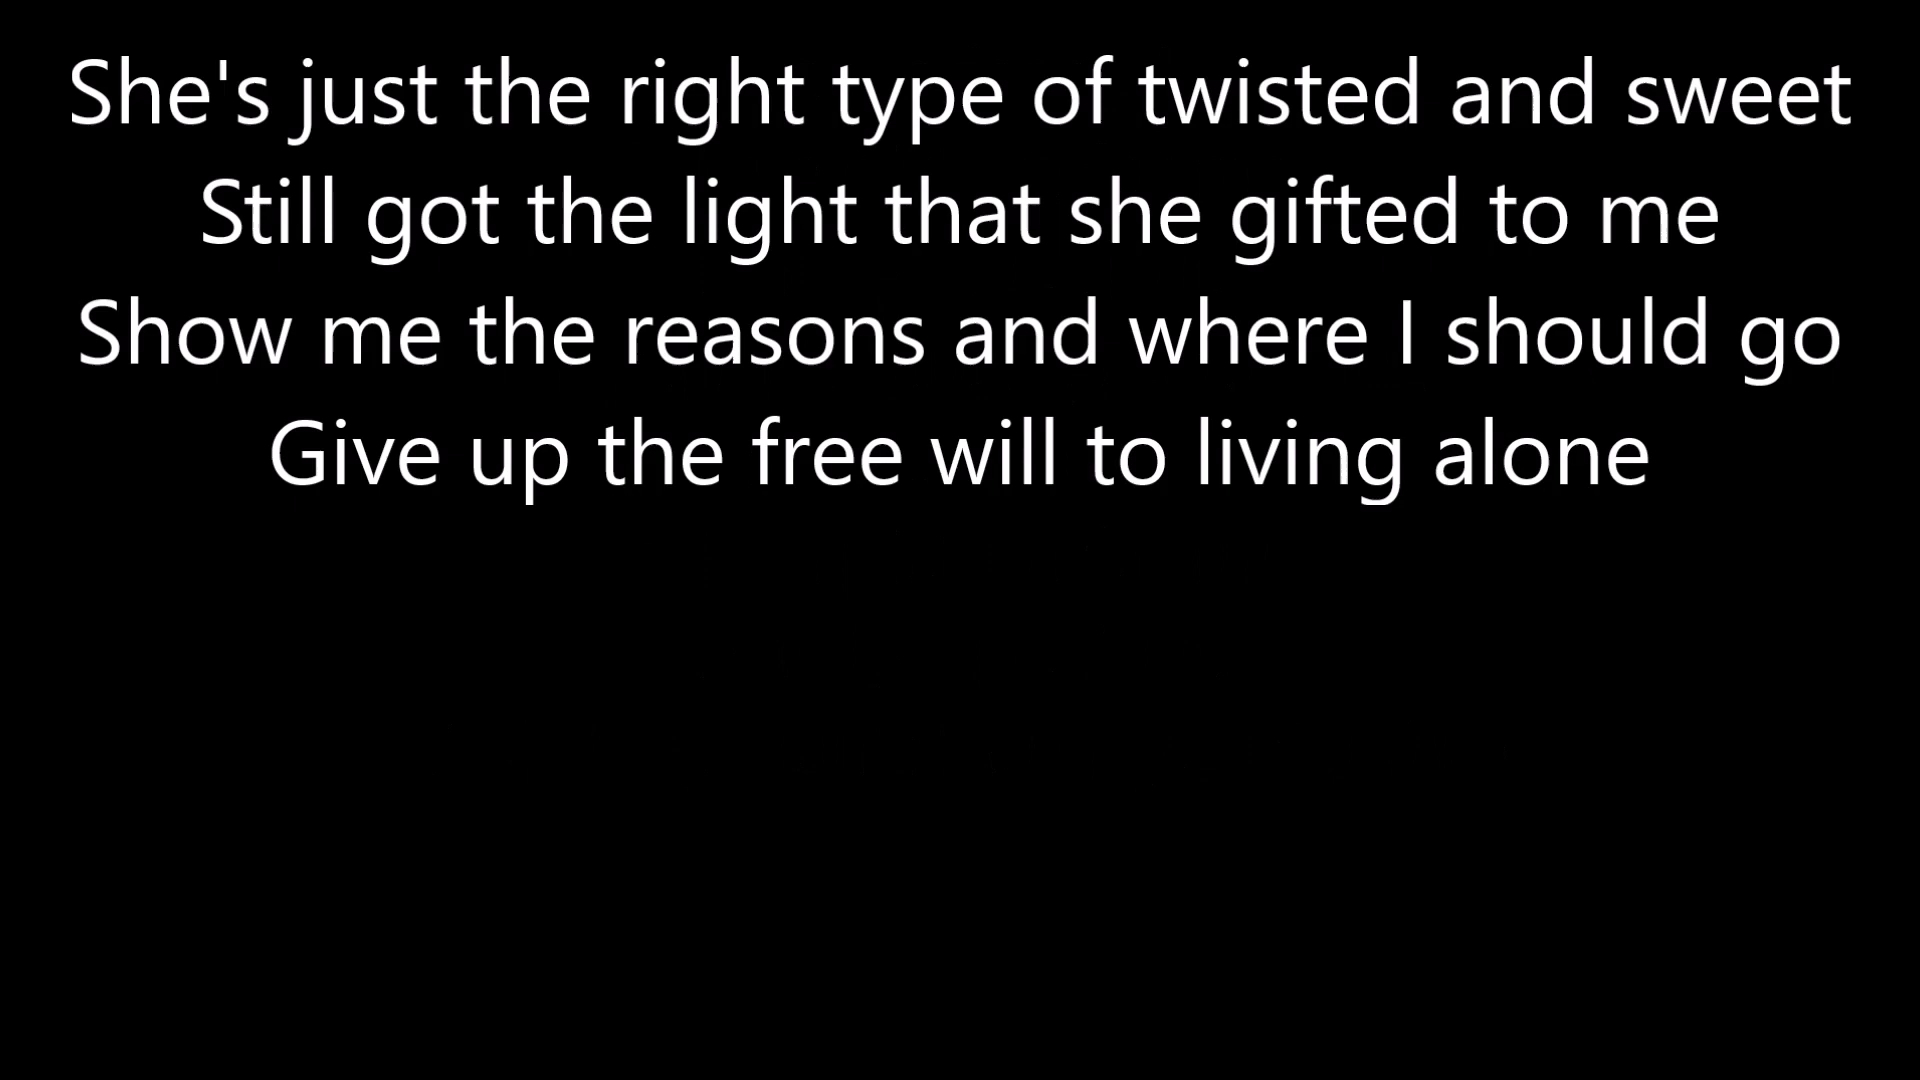 She's just the right type of twisted and sweet
Still got the light that she gifted to me
Show me the reasons and where I should go
Give up the free will to living alone